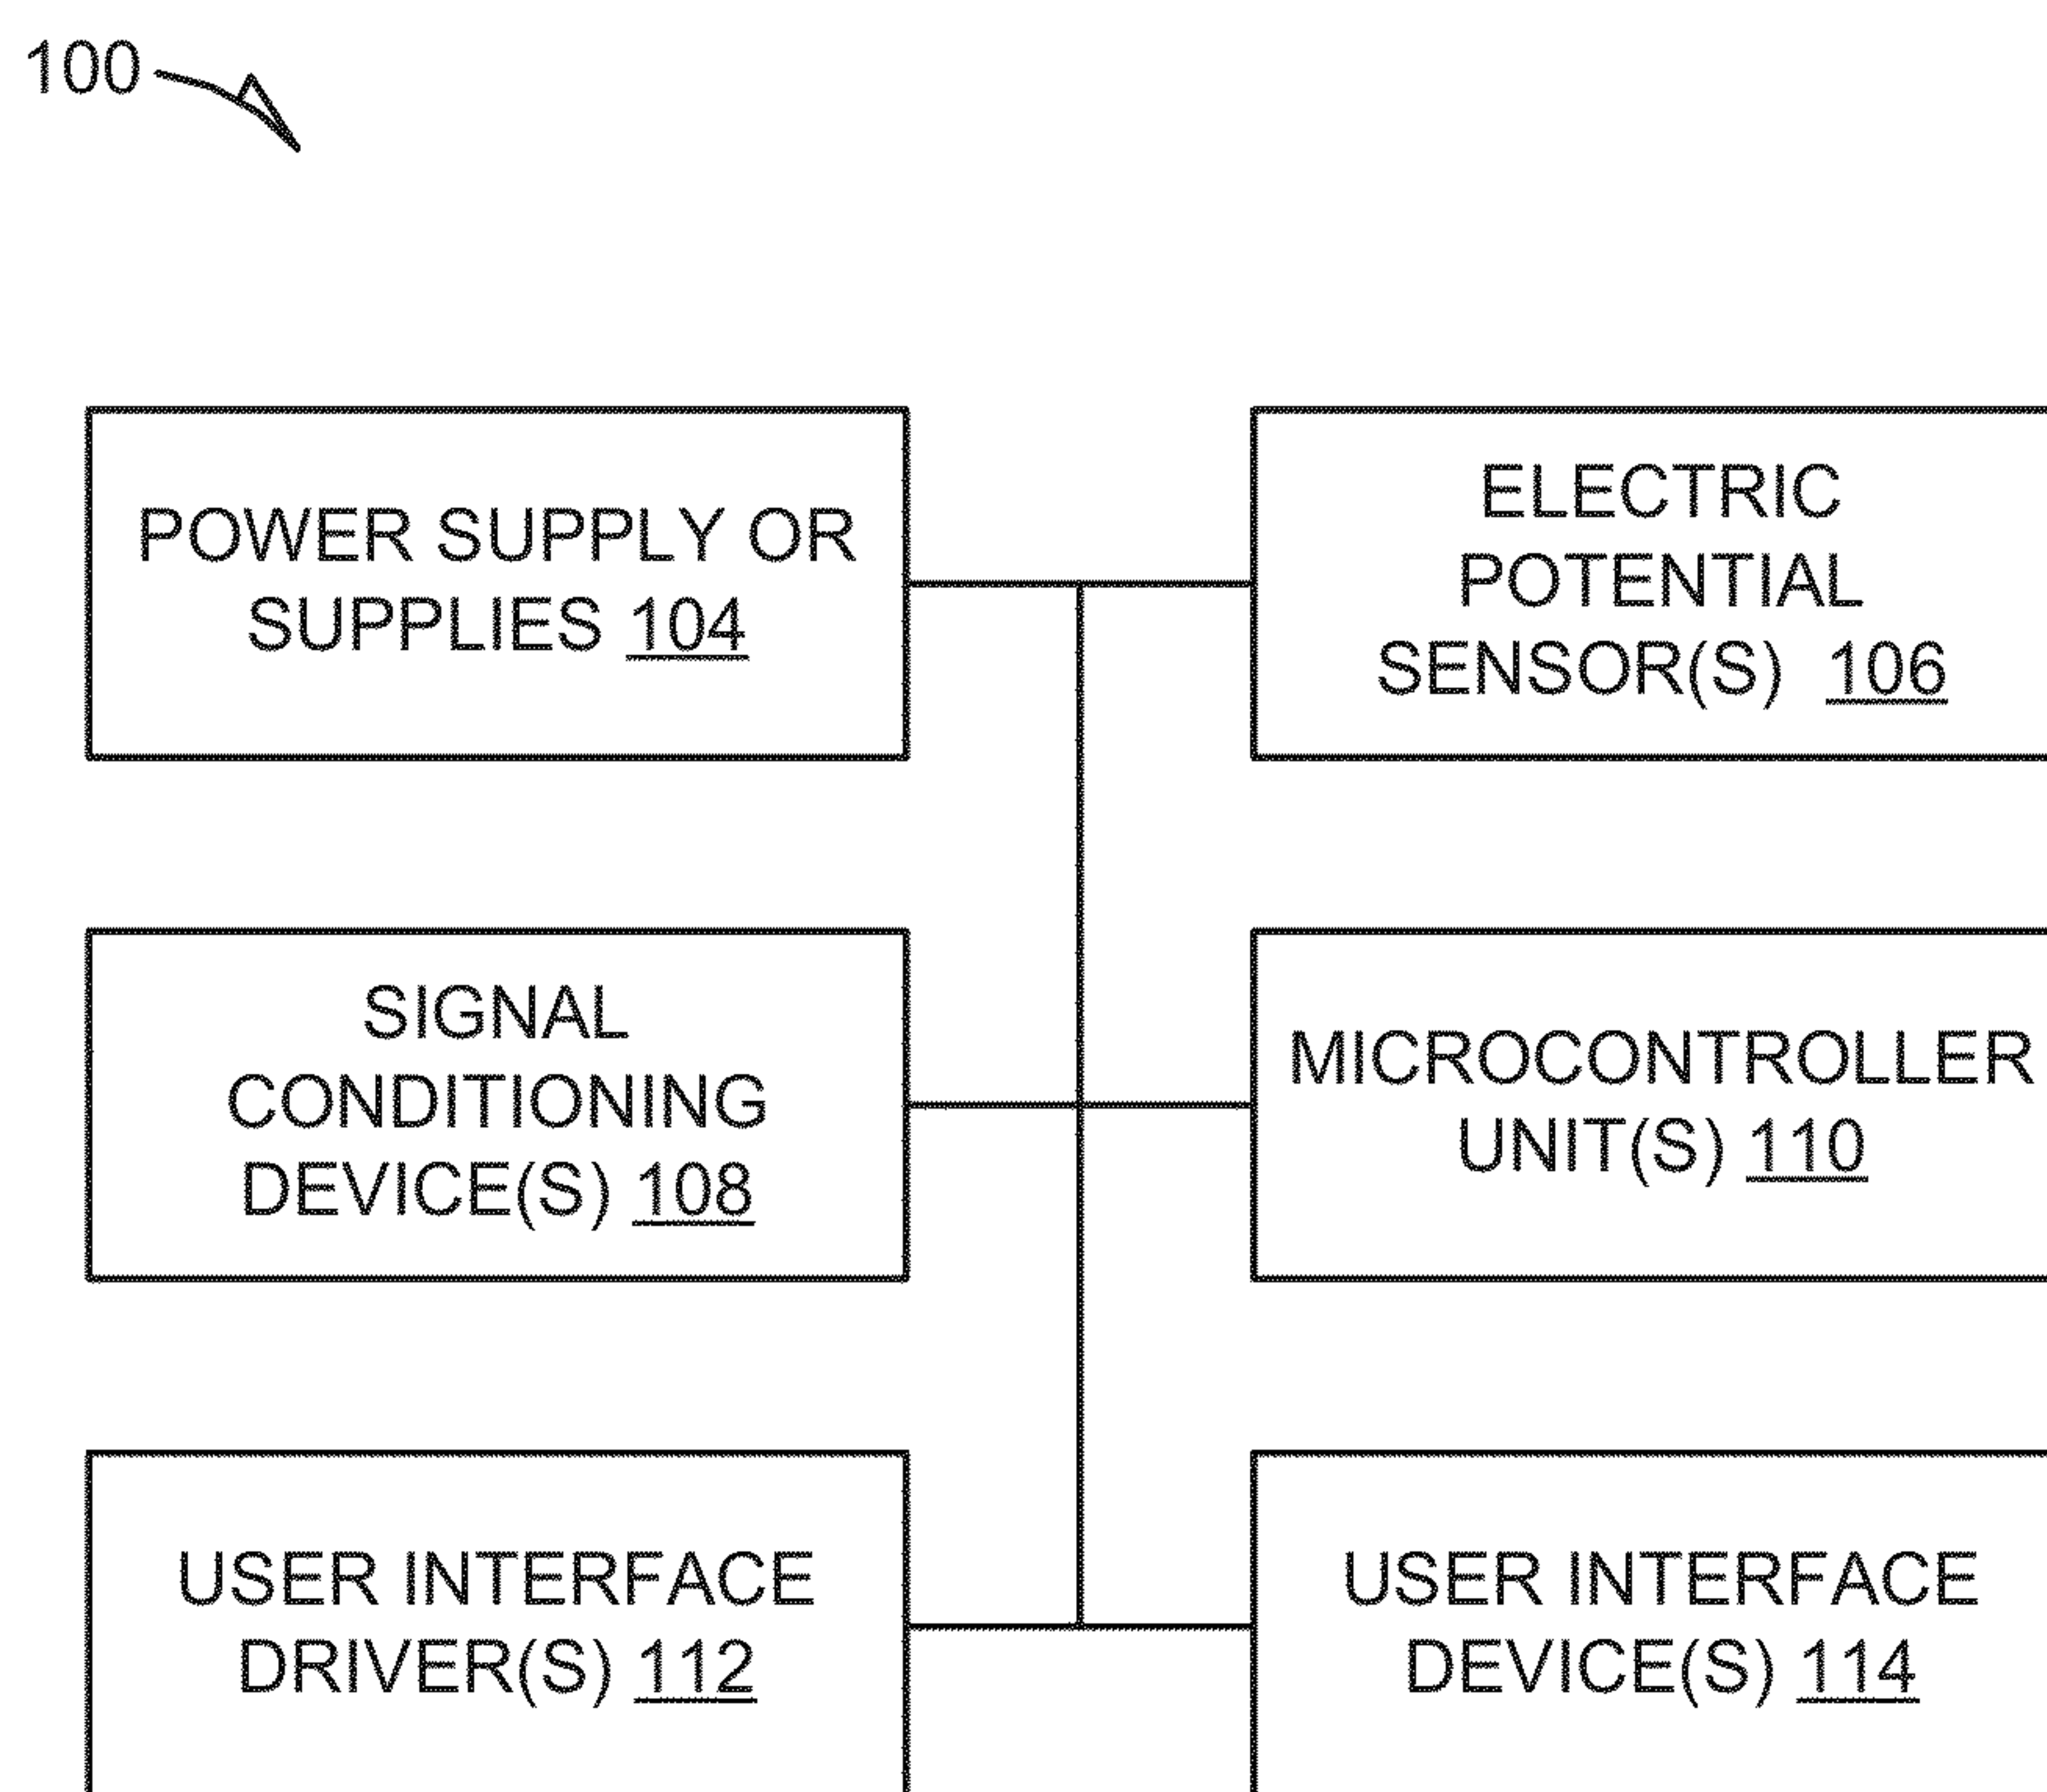 100
POWER SUPPLY OR
SUPPLIES 104
ELECTRIC
POTENTIAL
SENSOR(S) 106
SIGNAL
CONDITIONING
DEVICE(S) 108
MICROCONTROLLER
UNIT(S) 110
USER INTERFACE
DRIVER(S) 112
USER INTERFACE
DEVICE(S) 114